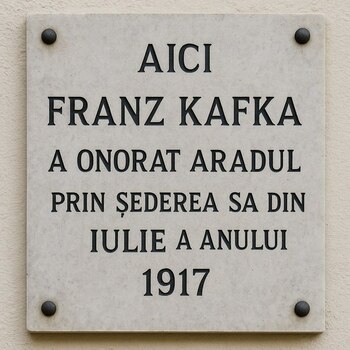 AICI
FRANZ KAFKA
A ONORAT ARADUL
PRIN ȘEDEREA SA DIN
IULIE A ANULUI
1917